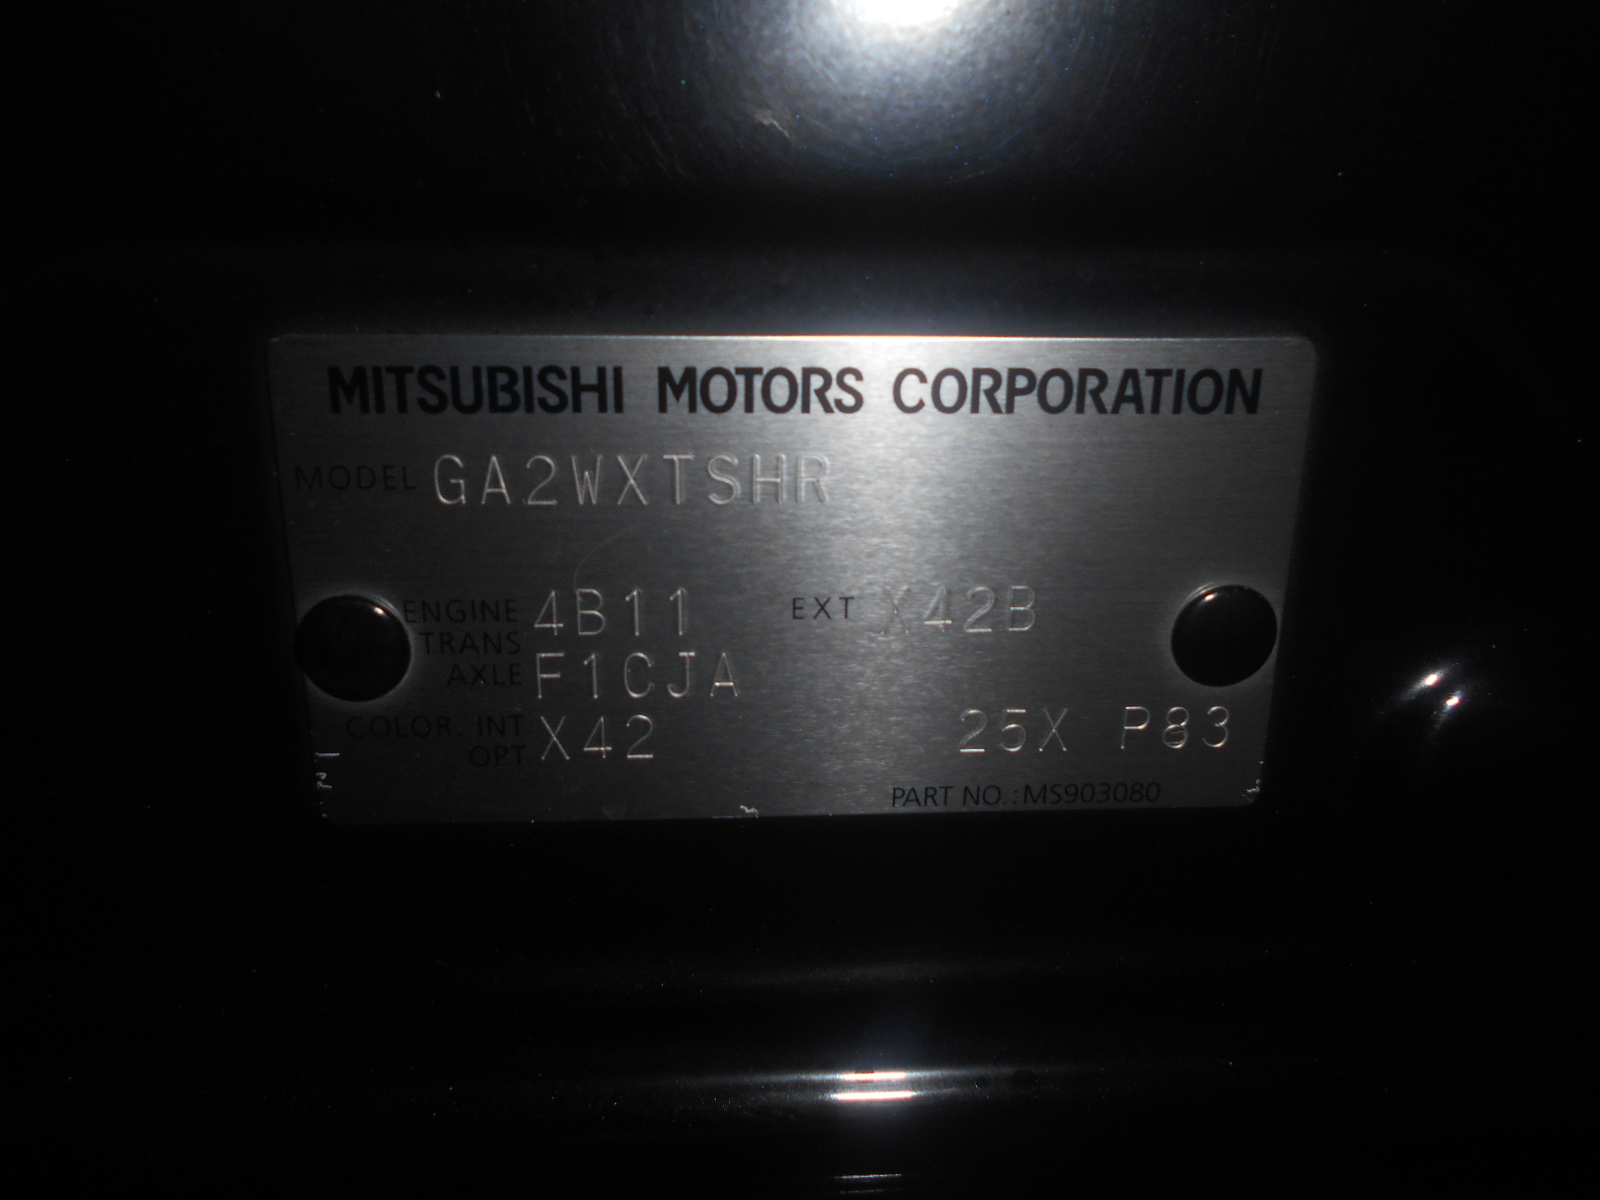 MITSUBISHI MOTORS CORPORATION
MODEL GA2WXTSHR
ENGINE 4B11 EXT X42B
TRANS
AXLE F1CJA
COLOR. INT X42 25X P83
OPT
PART NO.:MS903080